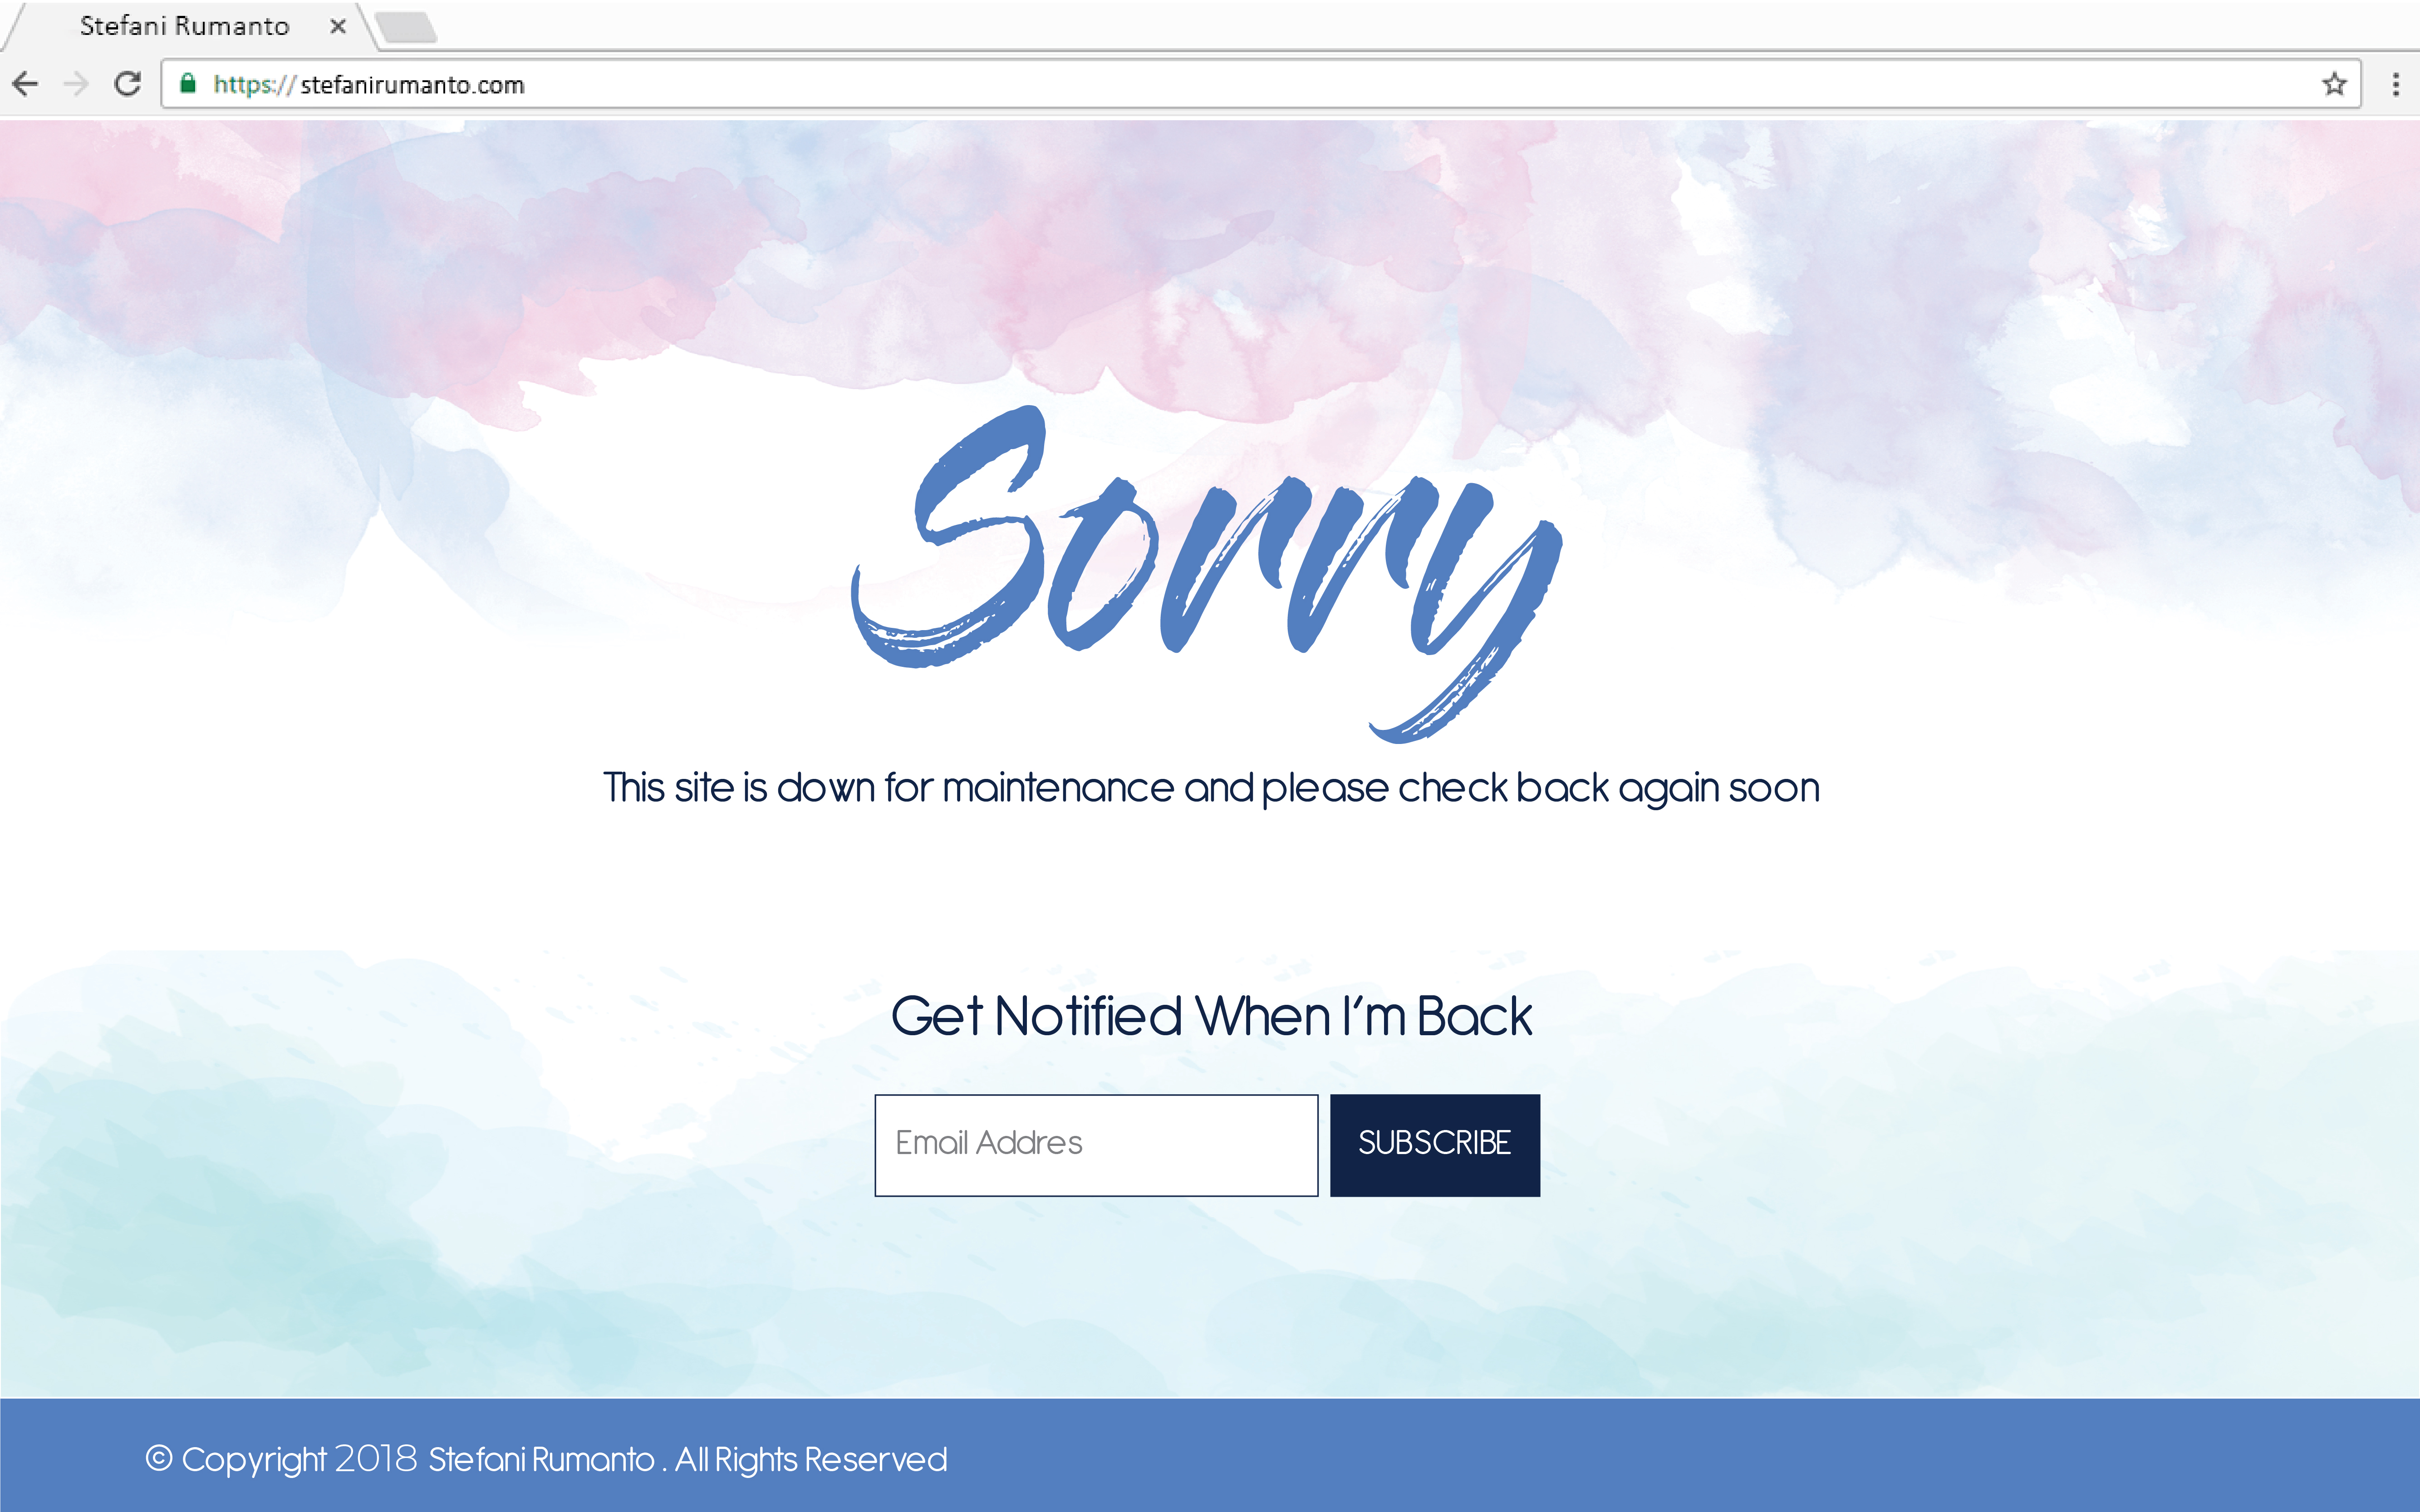 Stefani Rumanto
https://stefanirumanto.com
Sorry
This site is down for maintenance and please check back again soon
Get Notified When I'm Back
Email Addres
SUBSCRIBE
© Copyright 2018 Stefani Rumanto . All Rights Reserved